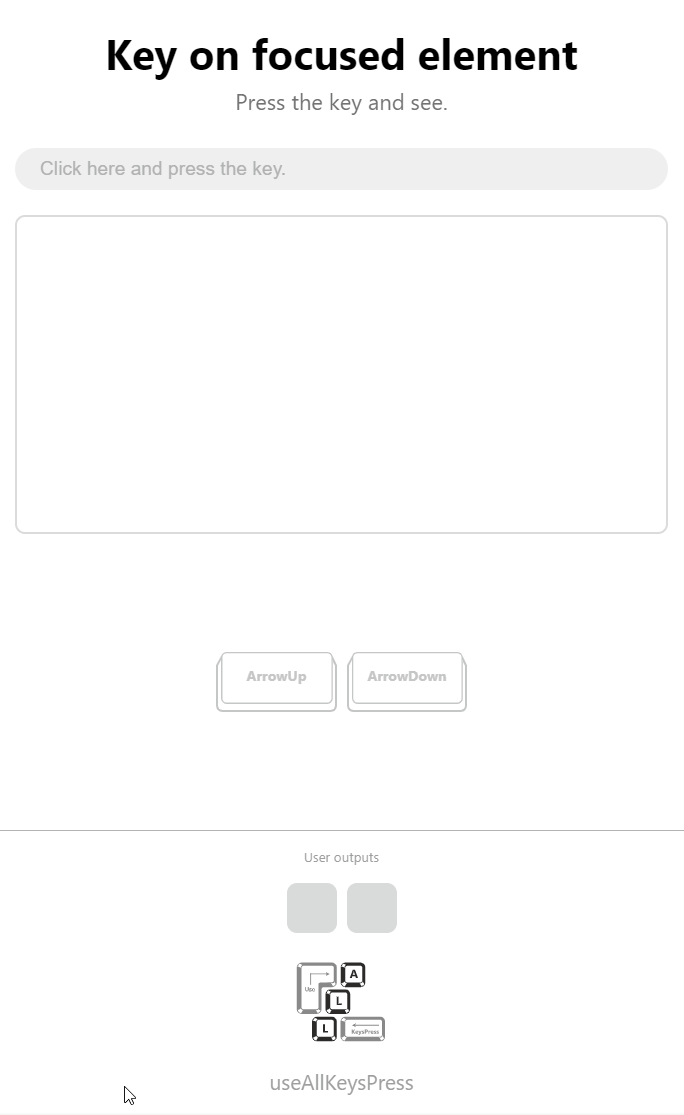 Key on focused element
Press the key and see.
Click here and press the key.
ArrowUp ArrowDown
User outputs
Use A
L
L KeysPress
useAllKeysPress